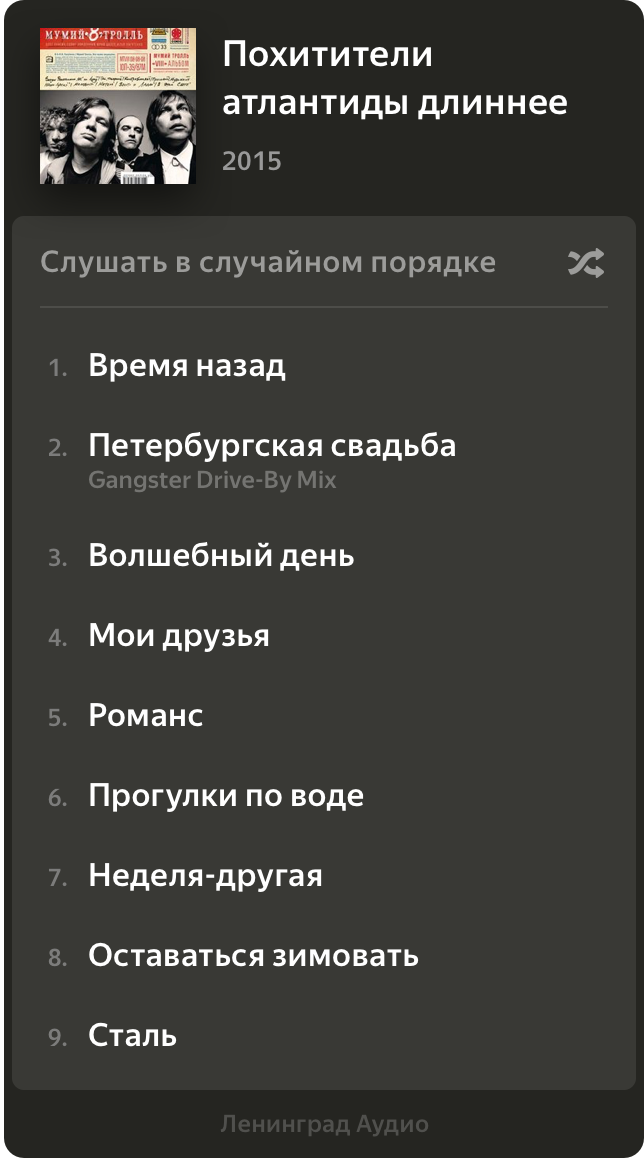 МУМИЙ ТРОЛЛЬ
8
Похитители
атлантиды длиннее
2015
Слушать в случайном порядке
1. Время назад
2. Петербургская свадьба
Gangster Drive-By Mix
3. Волшебный день
4. Мои друзья
5. Романс
6. Прогулки по воде
7. Неделя-другая
8. Оставаться зимовать
9. Сталь
Ленинград Аудио